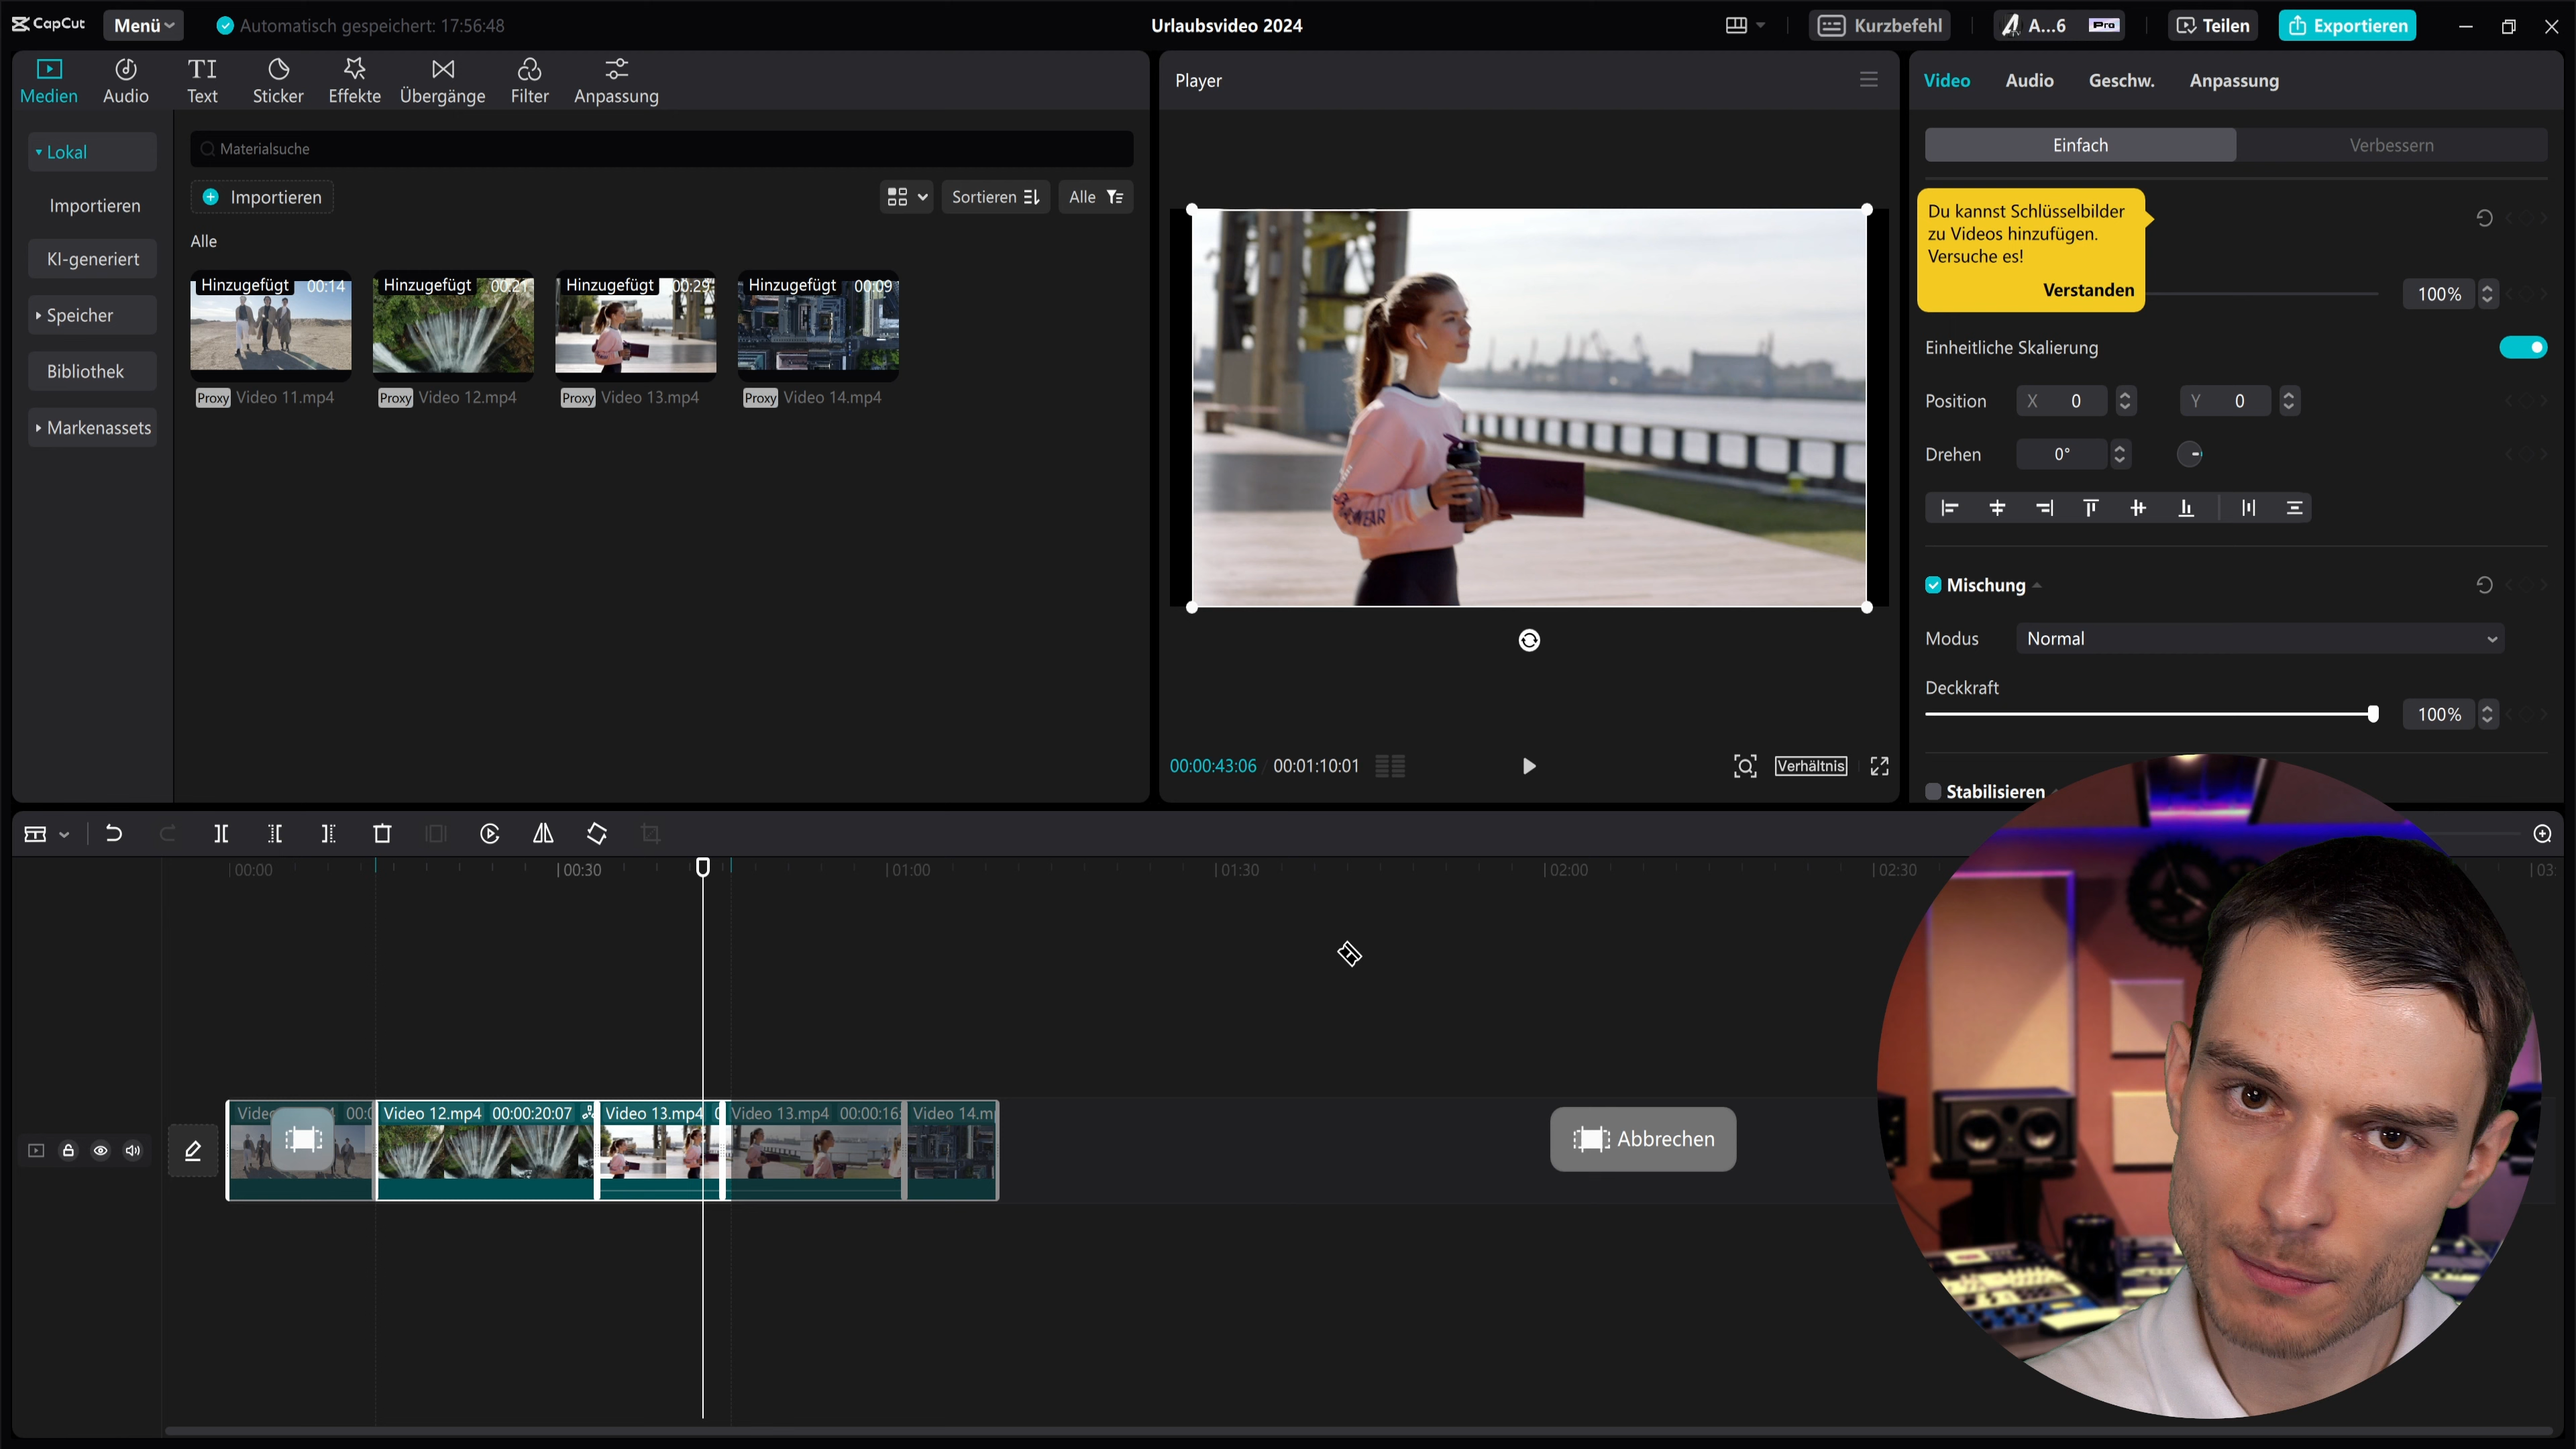 CapCut
Menü
Automatisch gespeichert: 17:56:48
Urlaubsvideo 2024
Kurzbefehl
A...6
Pro
Teilen
Exportieren
Medien
Audio
TI
Text
Sticker
Effekte
Übergänge
Filter
Anpassung
Lokal
Importieren
KI-generiert
Speicher
Bibliothek
Markenassets
Materialsuche
Importieren
Sortieren
Alle
Alle
Hinzugefügt 00:14
Hinzugefügt 00:21
Hinzugefügt 00:29
Hinzugefügt 00:09
Proxy Video 11.mp4
Proxy Video 12.mp4
Proxy Video 13.mp4
Proxy Video 14.mp4
Player
00:00:43:06 / 00:01:10:01
Verhältnis
Video
Audio
Geschw.
Anpassung
Einfach
Verbessern
Du kannst Schlüsselbilder
zu Videos hinzufügen.
Versuche es!
Verstanden
100%
Einheitliche Skalierung
Position X 0 Y 0
Drehen 0°
Mischung
Modus Normal
Deckkraft
100%
Stabilisieren
00:00
00:30
01:00
01:30
02:00
02:30
03:
Video 12.mp4 00:00:20:07
Video 13.mp4
Video 13.mp4 00:00:16:
Video 14.m
Abbrechen